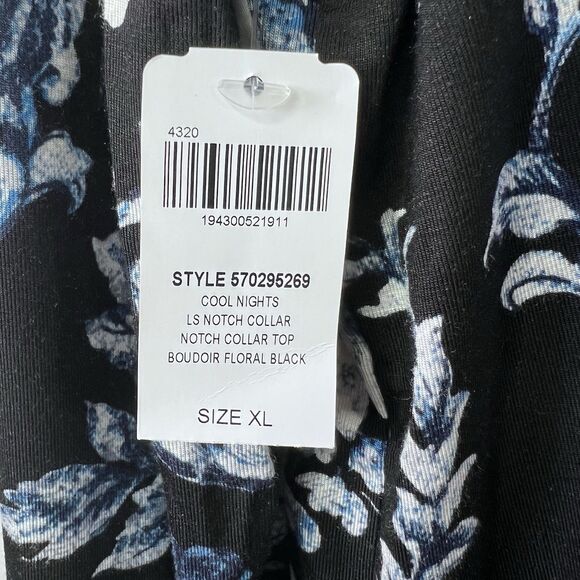 4320
194300521911
STYLE 570295269
COOL NIGHTS
LS NOTCH COLLAR
NOTCH COLLAR TOP
BOUDOIR FLORAL BLACK
SIZE XL